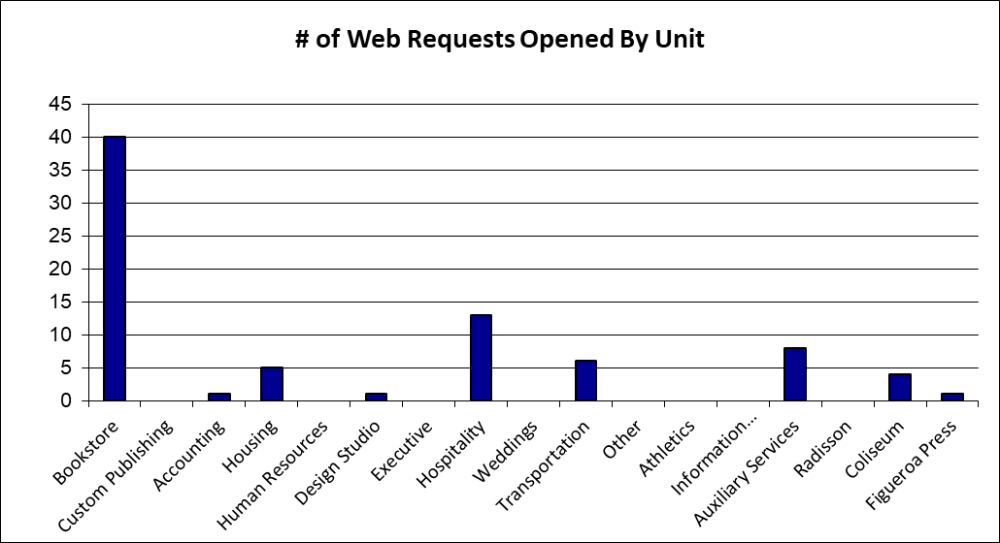 # of Web Requests Opened By Unit
45
40
35
30
25
20
15
10
5
0
Bookstore
Custom Publishing
Accounting
Housing
Human Resources
Design Studio
Executive
Hospitality
Weddings
Transportation
Other
Athletics
Information...
Auxiliary Services
Radisson
Coliseum
Figueroa Press